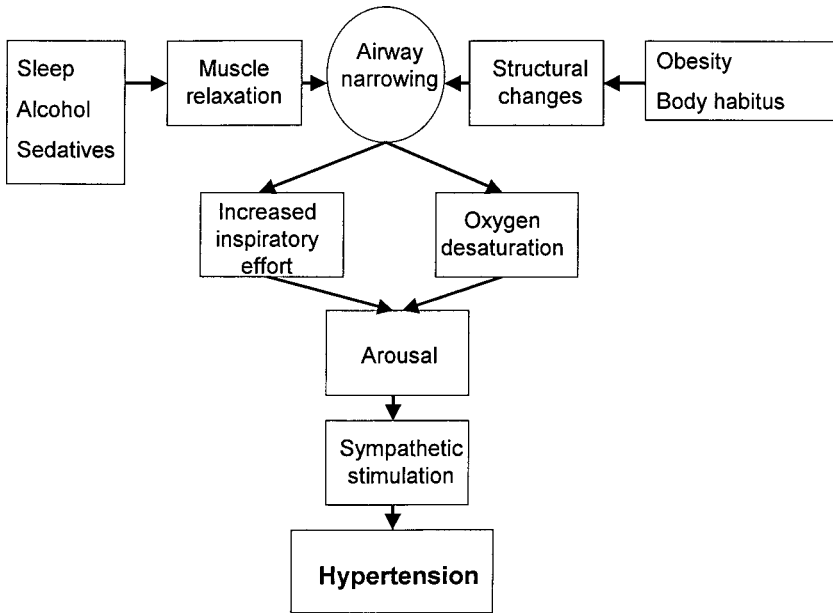 Sleep
Alcohol
Sedatives
Muscle
relaxation
Airway
narrowing
Structural
changes
Obesity
Body habitus
Increased
inspiratory
effort
Oxygen
desaturation
Arousal
Sympathetic
stimulation
Hypertension